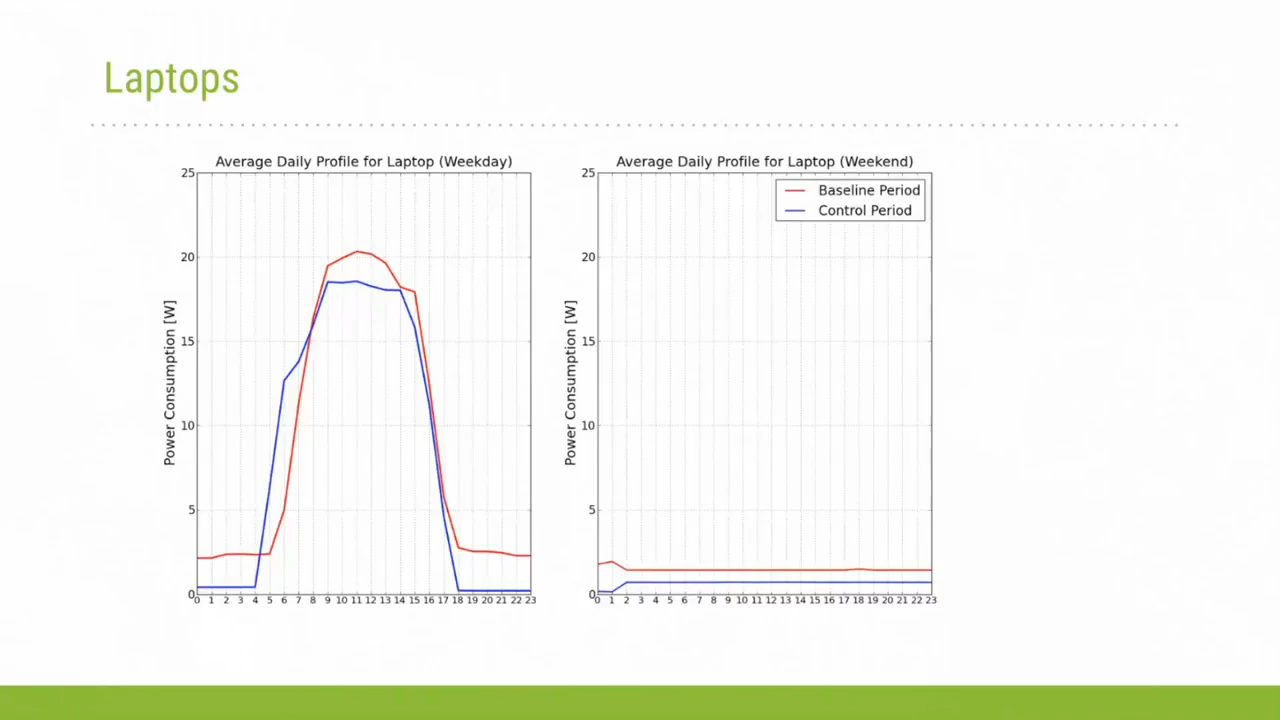 Laptops
Average Daily Profile for Laptop (Weekday)
25
20
15
10
5
0
Power Consumption [W]
0 1 2 3 4 5 6 7 8 9 10 11 12 13 14 15 16 17 18 19 20 21 22 23
Average Daily Profile for Laptop (Weekend)
Baseline Period
Control Period
25
20
15
10
5
0
Power Consumption [W]
0 1 2 3 4 5 6 7 8 9 10 11 12 13 14 15 16 17 18 19 20 21 22 23